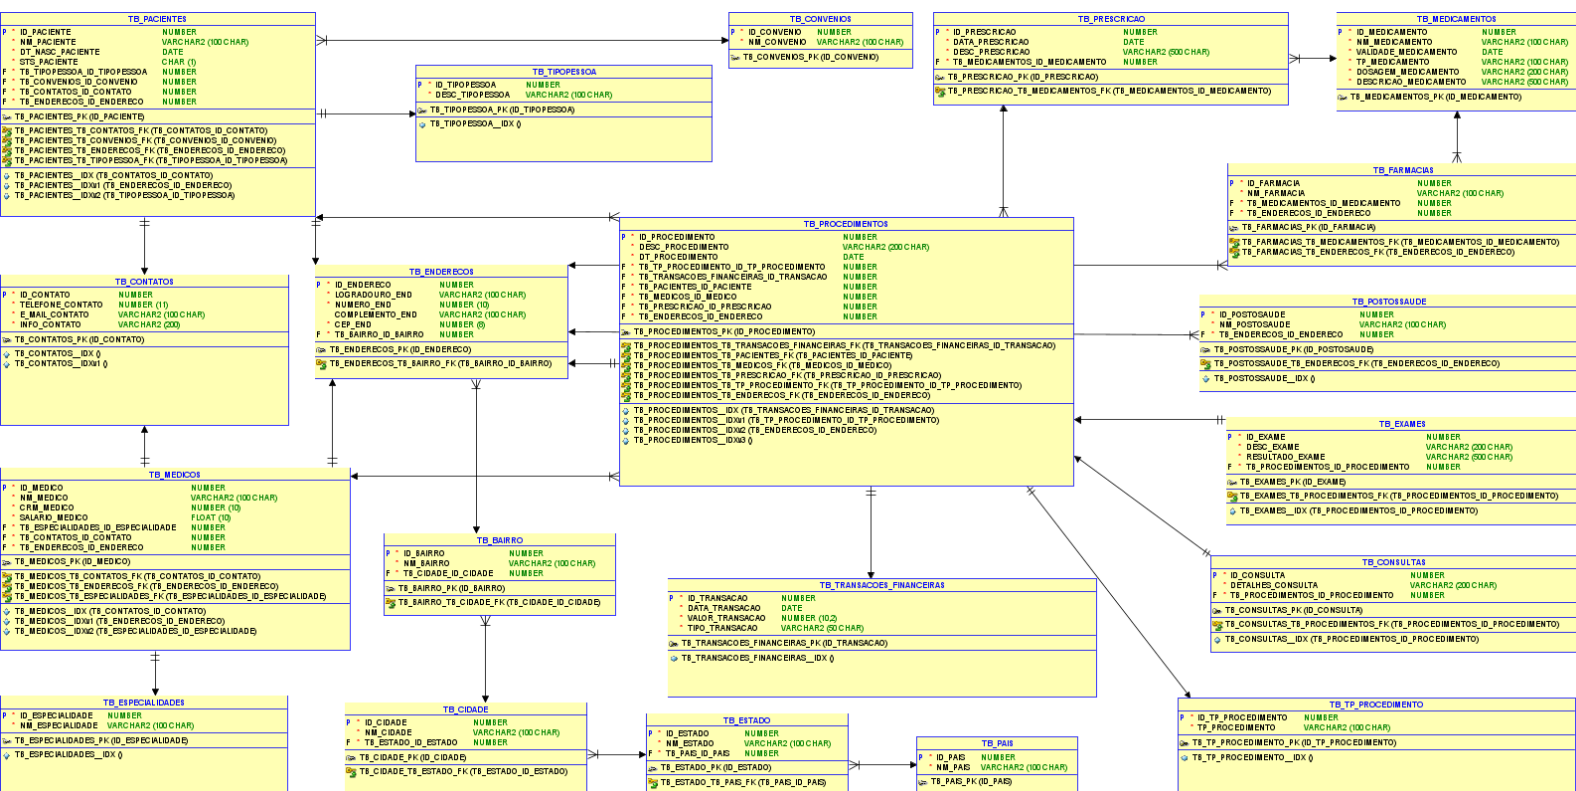 TB_PACIENTES
P * ID_PACIENTE NUMBER
* NM_PACIENTE VARCHAR2 (100 CHAR)
* DT_NASC_PACIENTE DATE
* STS_PACIENTE CHAR (1)
F * TB_TIPOPESSOA_ID_TIPOPESSOA NUMBER
F * TB_CONVENIOS_ID_CONVENIO NUMBER
F * TB_CONTATOS_ID_CONTATO NUMBER
F * TB_ENDERECOS_ID_ENDERECO NUMBER
TB_PACIENTES_PK (ID_PACIENTE)
TB_PACIENTES_TB_CONTATOS_FK (TB_CONTATOS_ID_CONTATO)
TB_PACIENTES_TB_CONVENIOS_FK (TB_CONVENIOS_ID_CONVENIO)
TB_PACIENTES_TB_ENDERECOS_FK (TB_ENDERECOS_ID_ENDERECO)
TB_PACIENTES_TB_TIPOPESSOA_FK (TB_TIPOPESSOA_ID_TIPOPESSOA)
TB_PACIENTES__IDX (TB_CONTATOS_ID_CONTATO)
TB_PACIENTES__IDXv1 (TB_ENDERECOS_ID_ENDERECO)
TB_PACIENTES__IDXv2 (TB_TIPOPESSOA_ID_TIPOPESSOA)
TB_CONVENIOS
P * ID_CONVENIO NUMBER
* NM_CONVENIO VARCHAR2 (100 CHAR)
TB_CONVENIOS_PK (ID_CONVENIO)
TB_TIPOPESSOA
P * ID_TIPOPESSOA NUMBER
* DESC_TIPOPESSOA VARCHAR2 (100 CHAR)
TB_TIPOPESSOA_PK (ID_TIPOPESSOA)
TB_TIPOPESSOA__IDX ()
TB_PRESCRICAO
P * ID_PRESCRICAO NUMBER
* DATA_PRESCRICAO DATE
* DESC_PRESCRICAO VARCHAR2 (500 CHAR)
F * TB_MEDICAMENTOS_ID_MEDICAMENTO NUMBER
TB_PRESCRICAO_PK (ID_PRESCRICAO)
TB_PRESCRICAO_TB_MEDICAMENTOS_FK (TB_MEDICAMENTOS_ID_MEDICAMENTO)
TB_MEDICAMENTOS
P * ID_MEDICAMENTO NUMBER
* NM_MEDICAMENTO VARCHAR2 (100 CHAR)
* VALIDADE_MEDICAMENTO DATE
* TP_MEDICAMENTO VARCHAR2 (100 CHAR)
* DOSAGEM_MEDICAMENTO VARCHAR2 (200 CHAR)
* DESCRICAO_MEDICAMENTO VARCHAR2 (500 CHAR)
TB_MEDICAMENTOS_PK (ID_MEDICAMENTO)
TB_FARMACIAS
P * ID_FARMACIA NUMBER
* NM_FARMACIA VARCHAR2 (100 CHAR)
F * TB_MEDICAMENTOS_ID_MEDICAMENTO NUMBER
F * TB_ENDERECOS_ID_ENDERECO NUMBER
TB_FARMACIAS_PK (ID_FARMACIA)
TB_FARMACIAS_TB_MEDICAMENTOS_FK (TB_MEDICAMENTOS_ID_MEDICAMENTO)
TB_FARMACIAS_TB_ENDERECOS_FK (TB_ENDERECOS_ID_ENDERECO)
TB_PROCEDIMENTOS
P * ID_PROCEDIMENTO NUMBER
* DESC_PROCEDIMENTO VARCHAR2 (200 CHAR)
* DT_PROCEDIMENTO DATE
F * TB_TP_PROCEDIMENTO_ID_TP_PROCEDIMENTO NUMBER
F * TB_TRANSACOES_FINANCEIRAS_ID_TRANSACAO NUMBER
F * TB_PACIENTES_ID_PACIENTE NUMBER
F * TB_MEDICOS_ID_MEDICO NUMBER
F * TB_PRESCRICAO_ID_PRESCRICAO NUMBER
F * TB_ENDERECOS_ID_ENDERECO NUMBER
TB_PROCEDIMENTOS_PK (ID_PROCEDIMENTO)
TB_PROCEDIMENTOS_TB_TRANSACOES_FINANCEIRAS_FK (TB_TRANSACOES_FINANCEIRAS_ID_TRANSACAO)
TB_PROCEDIMENTOS_TB_PACIENTES_FK (TB_PACIENTES_ID_PACIENTE)
TB_PROCEDIMENTOS_TB_MEDICOS_FK (TB_MEDICOS_ID_MEDICO)
TB_PROCEDIMENTOS_TB_PRESCRICAO_FK (TB_PRESCRICAO_ID_PRESCRICAO)
TB_PROCEDIMENTOS_TB_TP_PROCEDIMENTO_FK (TB_TP_PROCEDIMENTO_ID_TP_PROCEDIMENTO)
TB_PROCEDIMENTOS_TB_ENDERECOS_FK (TB_ENDERECOS_ID_ENDERECO)
TB_PROCEDIMENTOS__IDX (TB_TRANSACOES_FINANCEIRAS_ID_TRANSACAO)
TB_PROCEDIMENTOS__IDXv1 (TB_TP_PROCEDIMENTO_ID_TP_PROCEDIMENTO)
TB_PROCEDIMENTOS__IDXv2 (TB_ENDERECOS_ID_ENDERECO)
TB_PROCEDIMENTOS__IDXv3 ()
TB_CONTATOS
P * ID_CONTATO NUMBER
* TELEFONE_CONTATO NUMBER (11)
* E_MAIL_CONTATO VARCHAR2 (100 CHAR)
* INFO_CONTATO VARCHAR2 (200)
TB_CONTATOS_PK (ID_CONTATO)
TB_CONTATOS__IDX ()
TB_CONTATOS__IDXv1 ()
TB_ENDERECOS
P * ID_ENDERECO NUMBER
* LOGRADOURO_END VARCHAR2 (100 CHAR)
* NUMERO_END NUMBER (10)
* COMPLEMENTO_END VARCHAR2 (100 CHAR)
* CEP_END NUMBER (8)
F * TB_BAIRRO_ID_BAIRRO NUMBER
TB_ENDERECOS_PK (ID_ENDERECO)
TB_ENDERECOS_TB_BAIRRO_FK (TB_BAIRRO_ID_BAIRRO)
TB_POSTOSSAUDE
P * ID_POSTOSAUDE NUMBER
* NM_POSTOSAUDE VARCHAR2 (100 CHAR)
F * TB_ENDERECOS_ID_ENDERECO NUMBER
TB_POSTOSSAUDE_PK (ID_POSTOSAUDE)
TB_POSTOSSAUDE_TB_ENDERECOS_FK (TB_ENDERECOS_ID_ENDERECO)
TB_POSTOSSAUDE__IDX ()
TB_EXAMES
P * ID_EXAME NUMBER
* DESC_EXAME VARCHAR2 (200 CHAR)
* RESULTADO_EXAME VARCHAR2 (500 CHAR)
F * TB_PROCEDIMENTOS_ID_PROCEDIMENTO NUMBER
TB_EXAMES_PK (ID_EXAME)
TB_EXAMES_TB_PROCEDIMENTOS_FK (TB_PROCEDIMENTOS_ID_PROCEDIMENTO)
TB_EXAMES__IDX (TB_PROCEDIMENTOS_ID_PROCEDIMENTO)
TB_MEDICOS
P * ID_MEDICO NUMBER
* NM_MEDICO VARCHAR2 (100 CHAR)
* CRM_MEDICO NUMBER (10)
* SALARIO_MEDICO FLOAT (10)
F * TB_ESPECIALIDADES_ID_ESPECIALIDADE NUMBER
F * TB_CONTATOS_ID_CONTATO NUMBER
F * TB_ENDERECOS_ID_ENDERECO NUMBER
TB_MEDICOS_PK (ID_MEDICO)
TB_MEDICOS_TB_CONTATOS_FK (TB_CONTATOS_ID_CONTATO)
TB_MEDICOS_TB_ENDERECOS_FK (TB_ENDERECOS_ID_ENDERECO)
TB_MEDICOS_TB_ESPECIALIDADES_FK (TB_ESPECIALIDADES_ID_ESPECIALIDADE)
TB_MEDICOS__IDX (TB_CONTATOS_ID_CONTATO)
TB_MEDICOS__IDXv1 (TB_ENDERECOS_ID_ENDERECO)
TB_MEDICOS__IDXv2 (TB_ESPECIALIDADES_ID_ESPECIALIDADE)
TB_BAIRRO
P * ID_BAIRRO NUMBER
* NM_BAIRRO VARCHAR2 (100 CHAR)
F * TB_CIDADE_ID_CIDADE NUMBER
TB_BAIRRO_PK (ID_BAIRRO)
TB_BAIRRO_TB_CIDADE_FK (TB_CIDADE_ID_CIDADE)
TB_TRANSACOES_FINANCEIRAS
P * ID_TRANSACAO NUMBER
* DATA_TRANSACAO DATE
* VALOR_TRANSACAO NUMBER (10,2)
* TIPO_TRANSACAO VARCHAR2 (50 CHAR)
TB_TRANSACOES_FINANCEIRAS_PK (ID_TRANSACAO)
TB_TRANSACOES_FINANCEIRAS__IDX ()
TB_CONSULTAS
P * ID_CONSULTA NUMBER
* DETALHES_CONSULTA VARCHAR2 (200 CHAR)
F * TB_PROCEDIMENTOS_ID_PROCEDIMENTO NUMBER
TB_CONSULTAS_PK (ID_CONSULTA)
TB_CONSULTAS_TB_PROCEDIMENTOS_FK (TB_PROCEDIMENTOS_ID_PROCEDIMENTO)
TB_CONSULTAS__IDX (TB_PROCEDIMENTOS_ID_PROCEDIMENTO)
TB_ESPECIALIDADES
P * ID_ESPECIALIDADE NUMBER
* NM_ESPECIALIDADE VARCHAR2 (100 CHAR)
TB_ESPECIALIDADES_PK (ID_ESPECIALIDADE)
TB_ESPECIALIDADES__IDX ()
TB_CIDADE
P * ID_CIDADE NUMBER
* NM_CIDADE VARCHAR2 (100 CHAR)
F * TB_ESTADO_ID_ESTADO NUMBER
TB_CIDADE_PK (ID_CIDADE)
TB_CIDADE_TB_ESTADO_FK (TB_ESTADO_ID_ESTADO)
TB_ESTADO
P * ID_ESTADO NUMBER
* NM_ESTADO VARCHAR2 (100 CHAR)
F * TB_PAIS_ID_PAIS NUMBER
TB_ESTADO_PK (ID_ESTADO)
TB_ESTADO_TB_PAIS_FK (TB_PAIS_ID_PAIS)
TB_PAIS
P * ID_PAIS NUMBER
* NM_PAIS VARCHAR2 (100 CHAR)
TB_PAIS_PK (ID_PAIS)
TB_TP_PROCEDIMENTO
P * ID_TP_PROCEDIMENTO NUMBER
* TP_PROCEDIMENTO VARCHAR2 (100 CHAR)
TB_TP_PROCEDIMENTO_PK (ID_TP_PROCEDIMENTO)
TB_TP_PROCEDIMENTO__IDX ()